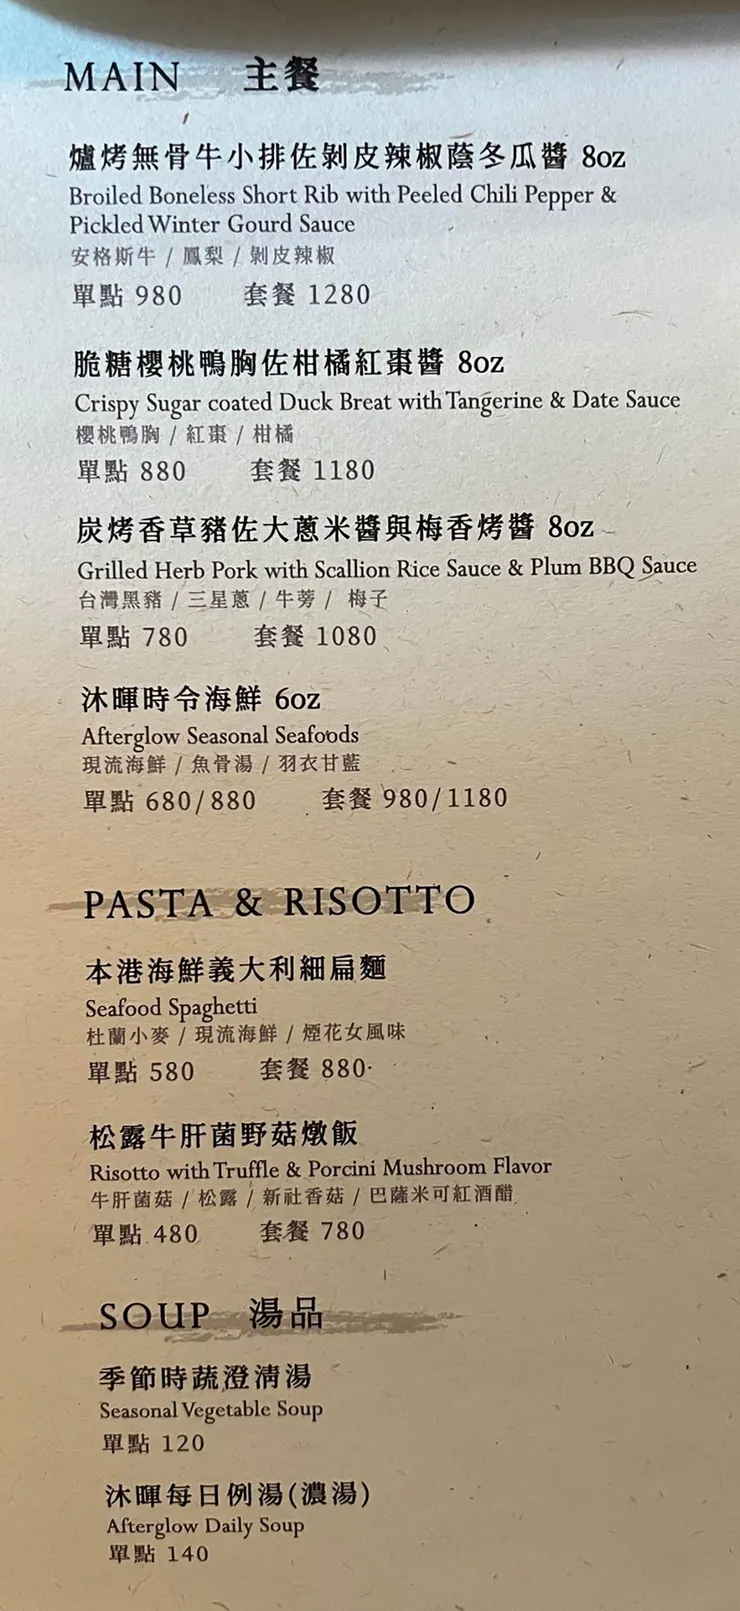 MAIN 主餐
爐烤無骨牛小排佐剝皮辣椒蔭冬瓜醬 8oz
Broiled Boneless Short Rib with Peeled Chili Pepper &
Pickled Winter Gourd Sauce
安格斯牛 / 鳳梨 / 剝皮辣椒
單點 980 套餐 1280
脆糖櫻桃鴨胸佐柑橘紅棗醬 8oz
Crispy Sugar coated Duck Breat with Tangerine & Date Sauce
櫻桃鴨胸 / 紅棗 / 柑橘
單點 880 套餐 1180
炭烤香草豬佐大蔥米醬與梅香烤醬 8oz
Grilled Herb Pork with Scallion Rice Sauce & Plum BBQ Sauce
台灣黑豬 / 三星蔥 / 牛蒡 / 梅子
單點 780 套餐 1080
沐暉時令海鮮 6oz
Afterglow Seasonal Seafoods
現流海鮮 / 魚骨湯 / 羽衣甘藍
單點 680/880 套餐 980/1180
PASTA & RISOTTO
本港海鮮義大利細扁麵
Seafood Spaghetti
杜蘭小麥 / 現流海鮮 / 煙花女風味
單點 580 套餐 880
松露牛肝菌野菇燉飯
Risotto with Truffle & Porcini Mushroom Flavor
牛肝菌菇 / 松露 / 新社香菇 / 巴薩米可紅酒醋
單點 480 套餐 780
SOUP 湯品
季節時蔬澄清湯
Seasonal Vegetable Soup
單點 120
沐暉每日例湯(濃湯)
Afterglow Daily Soup
單點 140